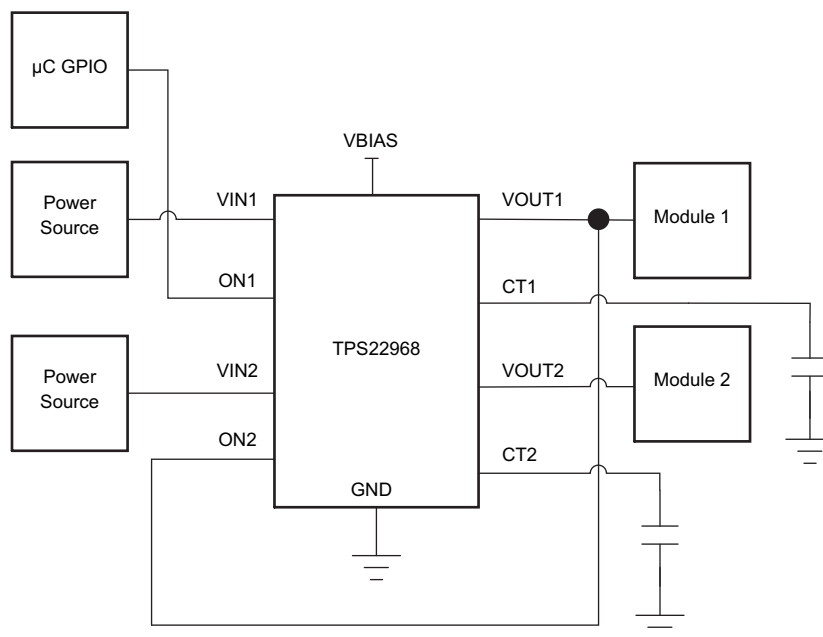 µC GPIO
VBIAS
Power
Source
VIN1
VOUT1
Module 1
ON1
CT1
TPS22968
Power
Source
VIN2
VOUT2
Module 2
ON2
CT2
GND